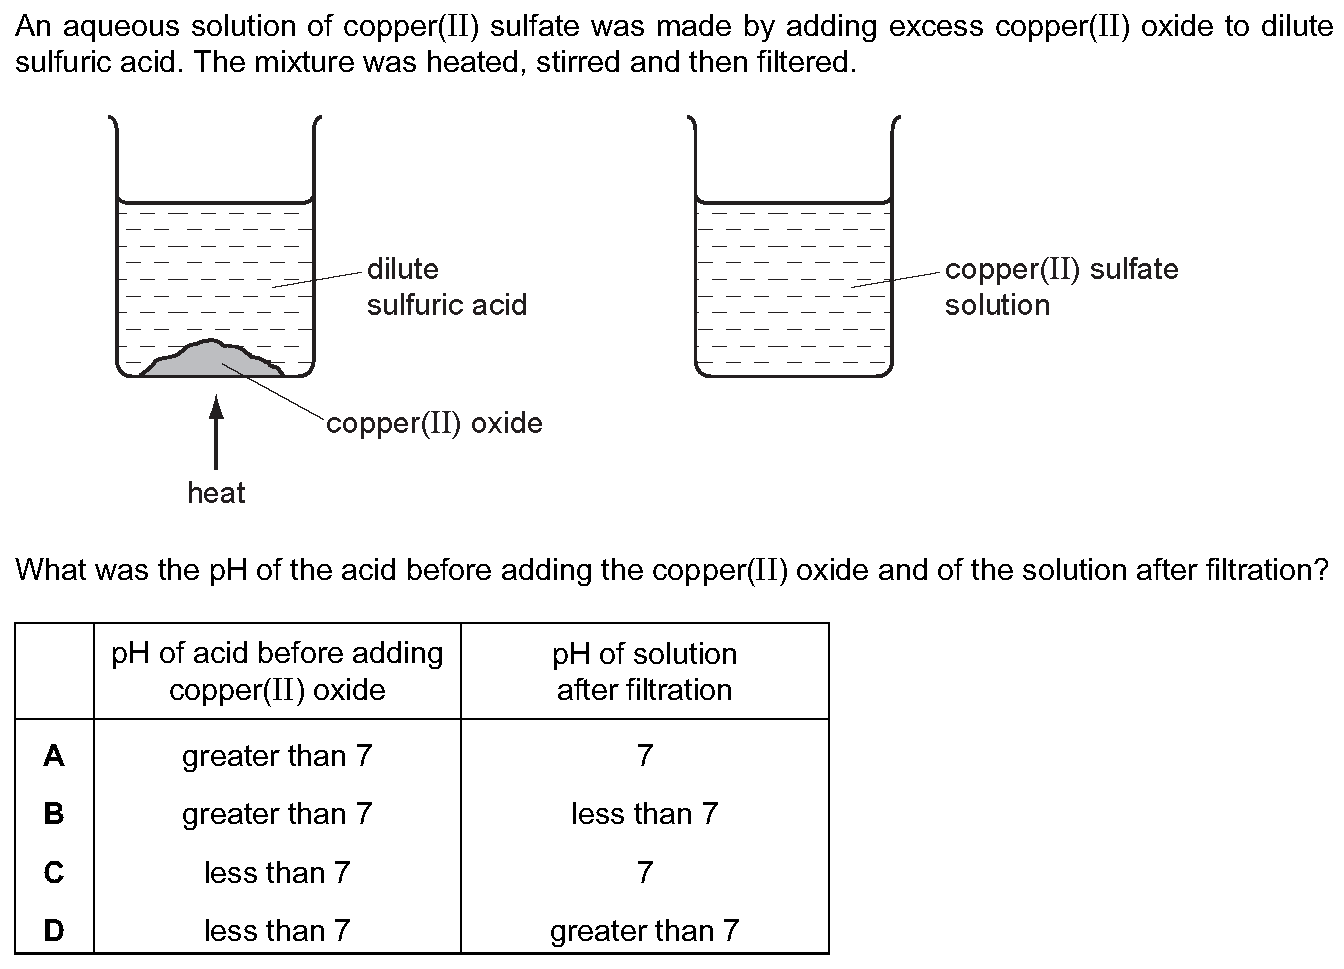 An aqueous solution of copper(II) sulfate was made by adding excess copper(II) oxide to dilute
sulfuric acid. The mixture was heated, stirred and then filtered.
dilute
sulfuric acid
copper(II) oxide
heat
copper(II) sulfate
solution
What was the pH of the acid before adding the copper(II) oxide and of the solution after filtration?
pH of acid before adding
copper(II) oxide
pH of solution
after filtration
A greater than 7 7
B greater than 7 less than 7
C less than 7 7
D less than 7 greater than 7